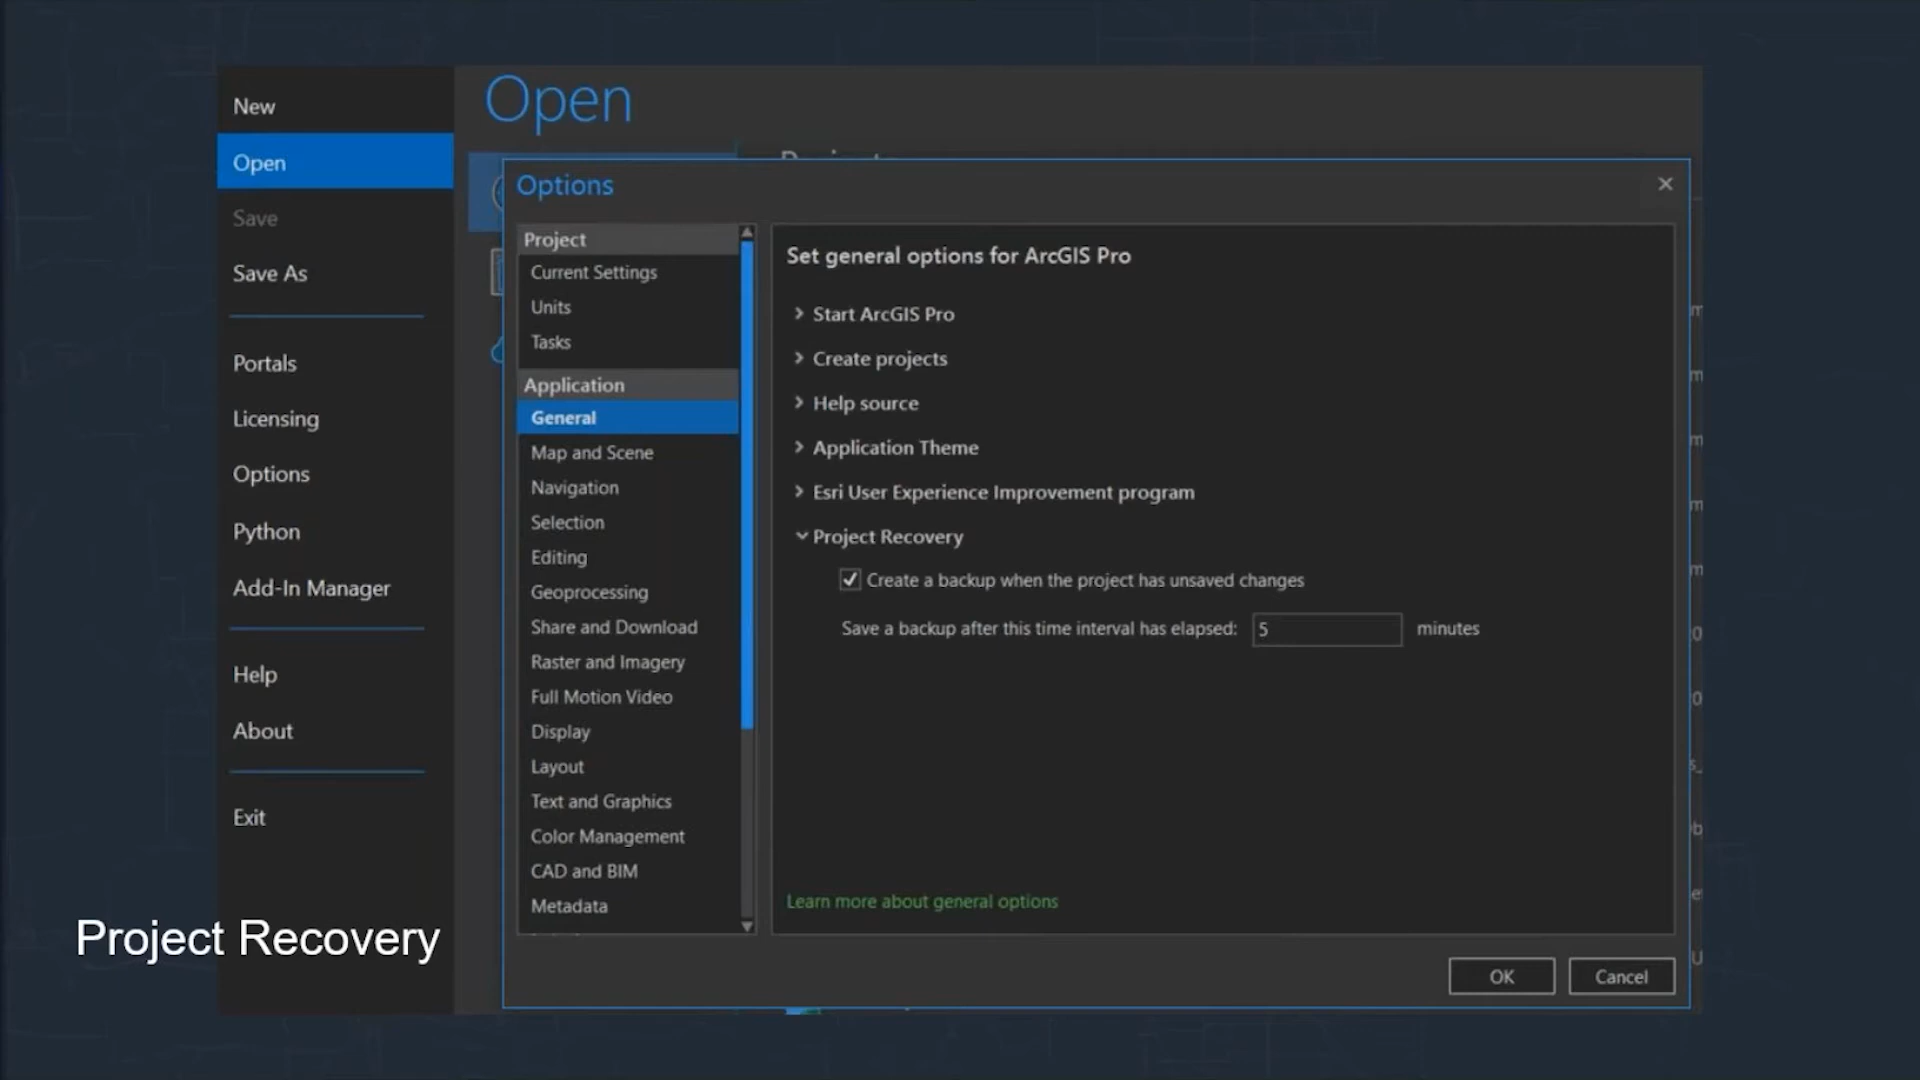 New
Open
Save
Save As
Portals
Licensing
Options
Python
Add-In Manager
Help
About
Exit
Open
Options
Project
Current Settings
Units
Tasks
Application
General
Map and Scene
Navigation
Selection
Editing
Geoprocessing
Share and Download
Raster and Imagery
Full Motion Video
Display
Layout
Text and Graphics
Color Management
CAD and BIM
Metadata
Set general options for ArcGIS Pro
Start ArcGIS Pro
Create projects
Help source
Application Theme
Esri User Experience Improvement program
Project Recovery
Create a backup when the project has unsaved changes
Save a backup after this time interval has elapsed: 5 minutes
Learn more about general options
OK Cancel
Project Recovery